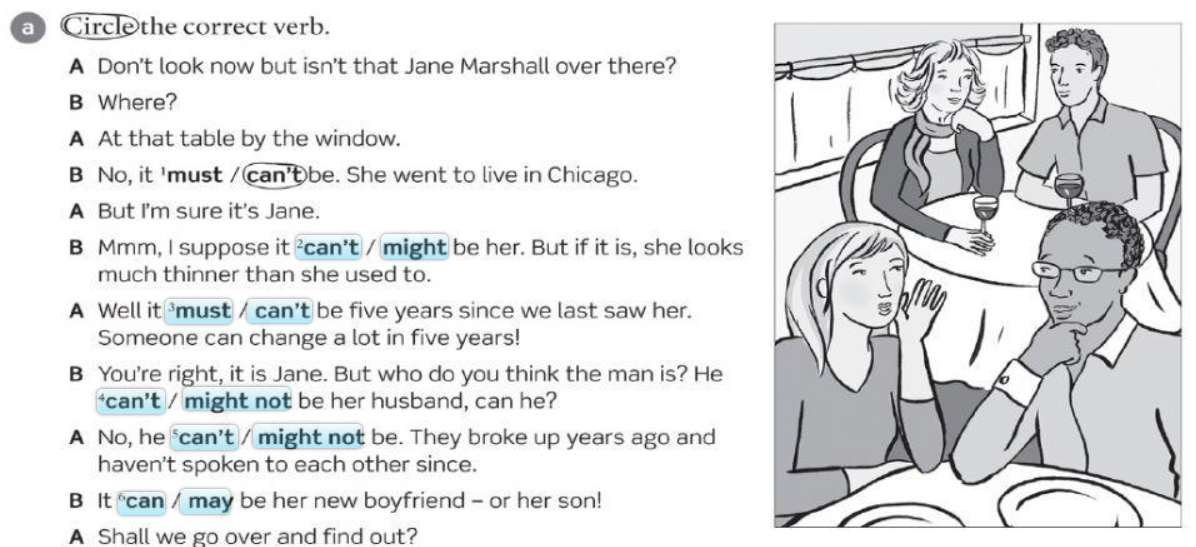 a Circle the correct verb.
A Don't look now but isn't that Jane Marshall over there?
B Where?
A At that table by the window.
B No, it ¹must / can't be. She went to live in Chicago.
A But I'm sure it's Jane.
B Mmm, I suppose it ²can't / might be her. But if it is, she looks
much thinner than she used to.
A Well it ³must / can't be five years since we last saw her.
Someone can change a lot in five years!
B You're right, it is Jane. But who do you think the man is? He
⁴can't / might not be her husband, can he?
A No, he ⁵can't / might not be. They broke up years ago and
haven't spoken to each other since.
B It ⁶can / may be her new boyfriend – or her son!
A Shall we go over and find out?